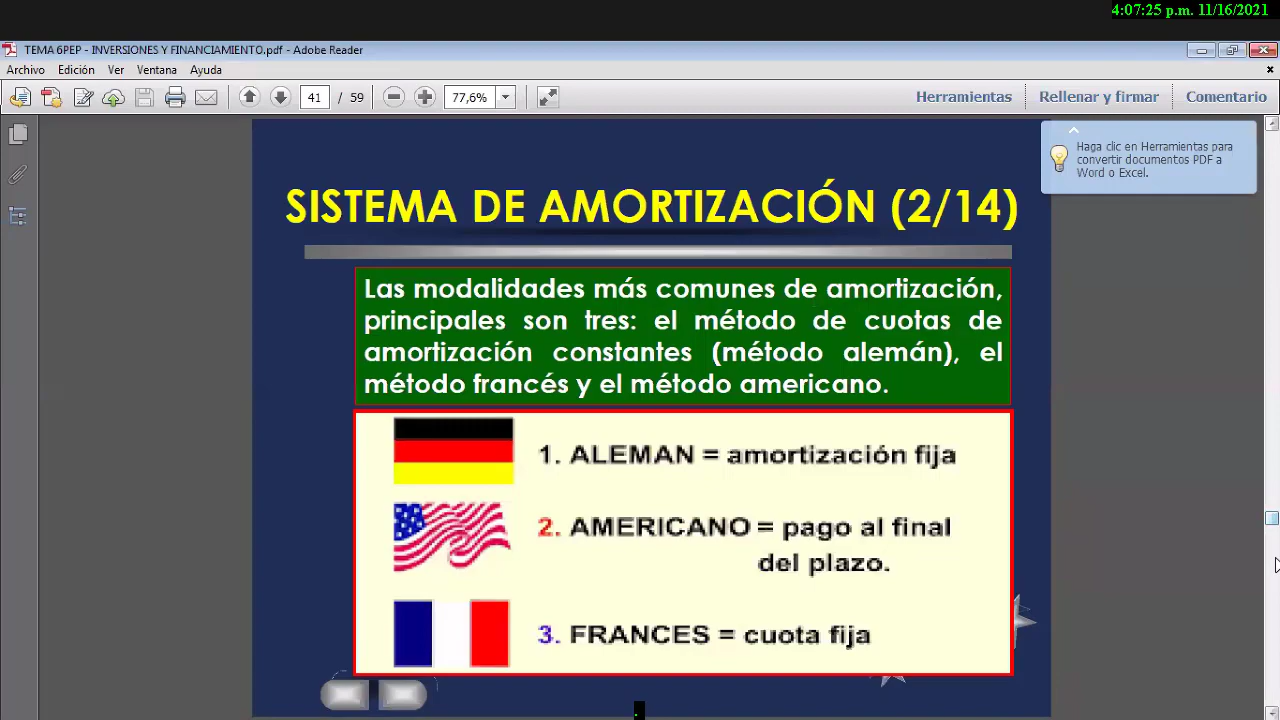 4:07:25 p.m. 11/16/2021
TEMA 6PEP - INVERSIONES Y FINANCIAMIENTO.pdf - Adobe Reader
Archivo Edición Ver Ventana Ayuda
41 / 59 77,6% Herramientas Rellenar y firmar Comentario
Haga clic en Herramientas para
convertir documentos PDF a
Word o Excel.
SISTEMA DE AMORTIZACIÓN (2/14)
Las modalidades más comunes de amortización,
principales son tres: el método de cuotas de
amortización constantes (método alemán), el
método francés y el método americano.
1. ALEMAN = amortización fija
2. AMERICANO = pago al final
del plazo.
3. FRANCES = cuota fija